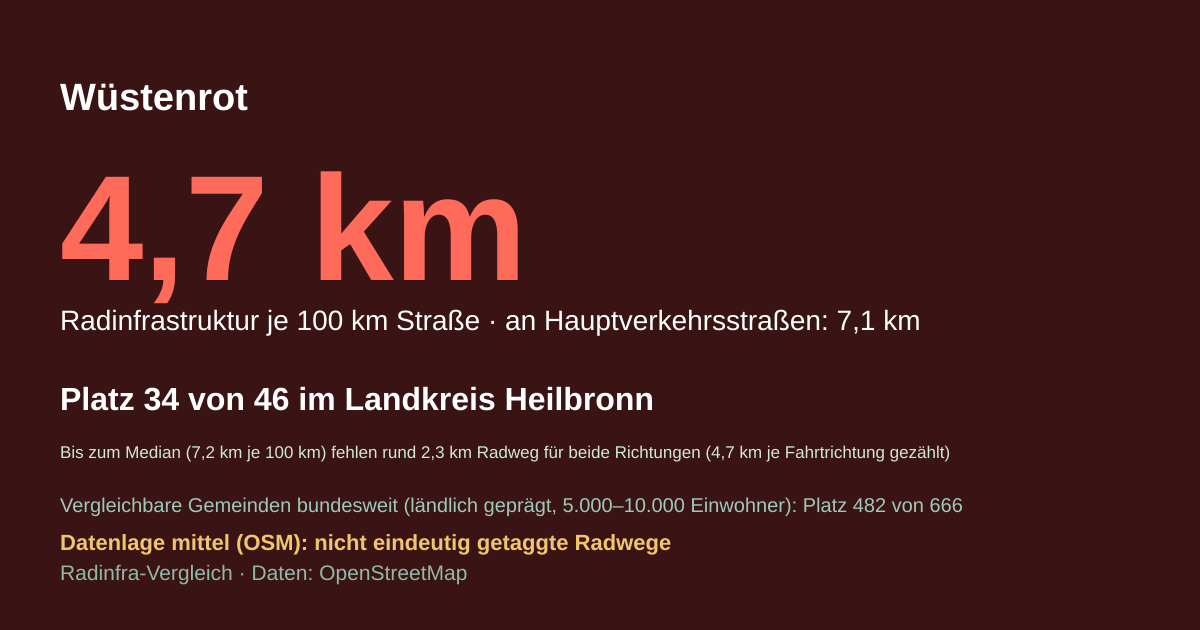 Wüstenrot
4,7 km
Radinfrastruktur je 100 km Straße · an Hauptverkehrsstraßen: 7,1 km
Platz 34 von 46 im Landkreis Heilbronn
Bis zum Median (7,2 km je 100 km) fehlen rund 2,3 km Radweg für beide Richtungen (4,7 km je Fahrtrichtung gezählt)
Vergleichbare Gemeinden bundesweit (ländlich geprägt, 5.000–10.000 Einwohner): Platz 482 von 666
Datenlage mittel (OSM): nicht eindeutig getaggte Radwege
Radinfra-Vergleich · Daten: OpenStreetMap